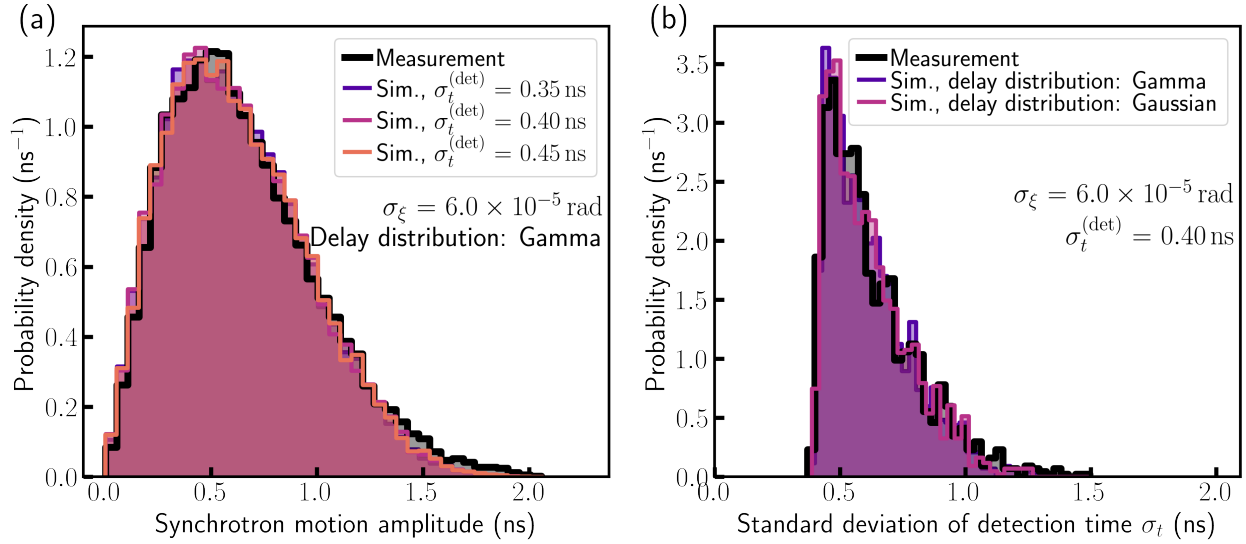 (a)
Measurement
Sim., σ_t^(det) = 0.35 ns
Sim., σ_t^(det) = 0.40 ns
Sim., σ_t^(det) = 0.45 ns
σ_ξ = 6.0 × 10^−5 rad
Delay distribution: Gamma
Probability density (ns^−1)
1.2
1.0
0.8
0.6
0.4
0.2
0.0
0.0 0.5 1.0 1.5 2.0
Synchrotron motion amplitude (ns)
(b)
Measurement
Sim., delay distribution: Gamma
Sim., delay distribution: Gaussian
σ_ξ = 6.0 × 10^−5 rad
σ_t^(det) = 0.40 ns
Probability density (ns^−1)
3.5
3.0
2.5
2.0
1.5
1.0
0.5
0.0
0.0 0.5 1.0 1.5 2.0
Standard deviation of detection time σ_t (ns)